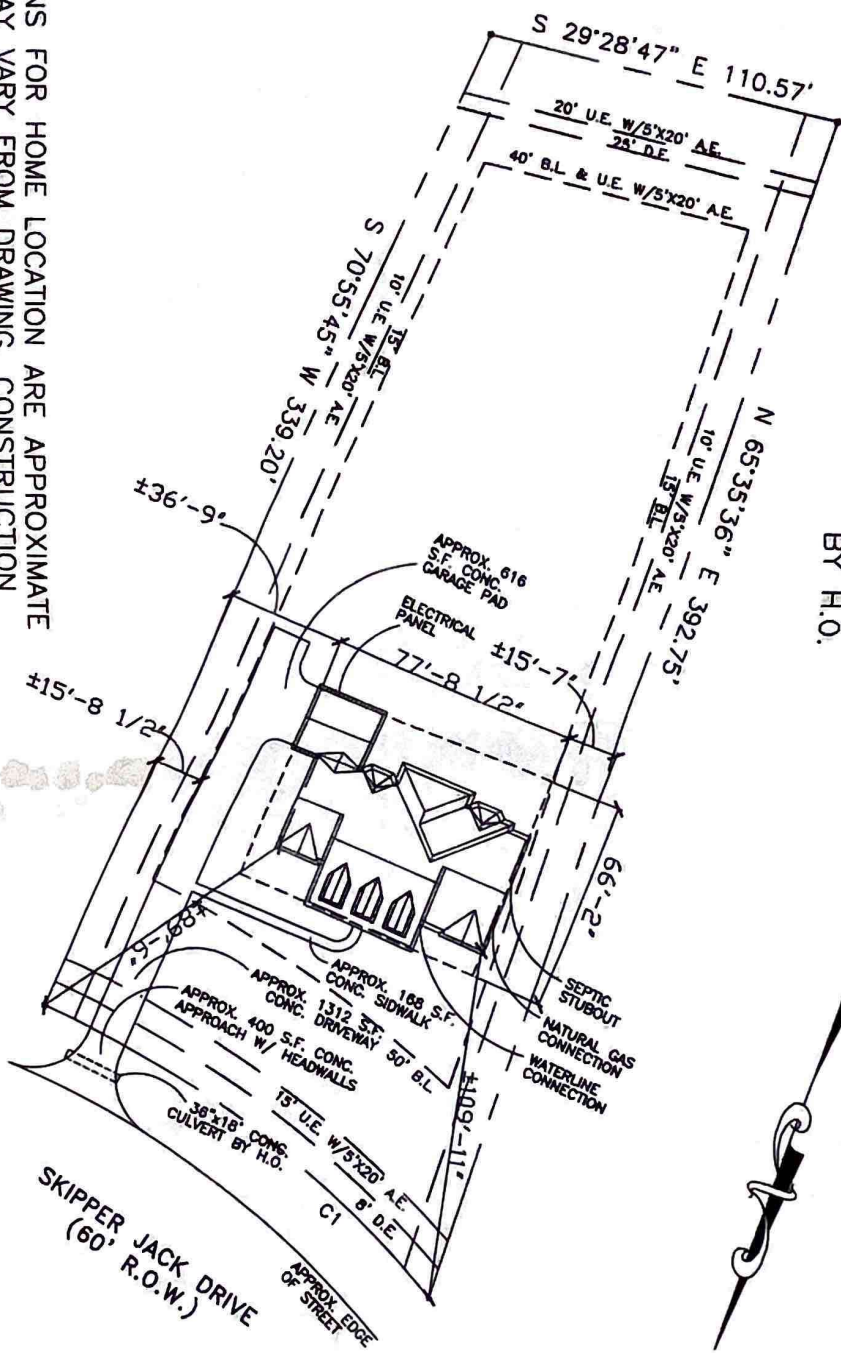 S 29°28'47" E 110.57'
20' U.E. W/5'X20' A.E.
25' D.E.
40' B.L. & U.E. W/5'X20' A.E.
BY H.O.
N 65°35'36" E 392.75'
10' U.E. W/5'X20' A.E.
15' B.L.
S 70°55'45" W 339.20'
10' U.E. W/5'X20' A.E.
15' B.L.
±36'-9"
APPROX. 616
S.F. CONC.
GARAGE PAD
ELECTRICAL
PANEL
77'-8 1/2"
±15'-7"
±15'-8 1/2"
66'-2"
SEPTIC
STUBOUT
NATURAL GAS
CONNECTION
WATERLINE
CONNECTION
±89'-6"
APPROX. 168 S.F.
CONC. SIDWALK
APPROX. 1312 S.F.
CONC. DRIVEWAY
50' B.L.
APPROX. 400 S.F. CONC.
APPROACH W/ HEADWALLS
±109'-11"
36"x18' CONC.
CULVERT BY H.O.
15' U.E. W/5'X20' A.E.
8' D.E.
C1
APPROX. EDGE
OF STREET
SKIPPER JACK DRIVE
(60' R.O.W.)
NS FOR HOME LOCATION ARE APPROXIMATE
AY VARY FROM DRAWING. CONSTRUCTION